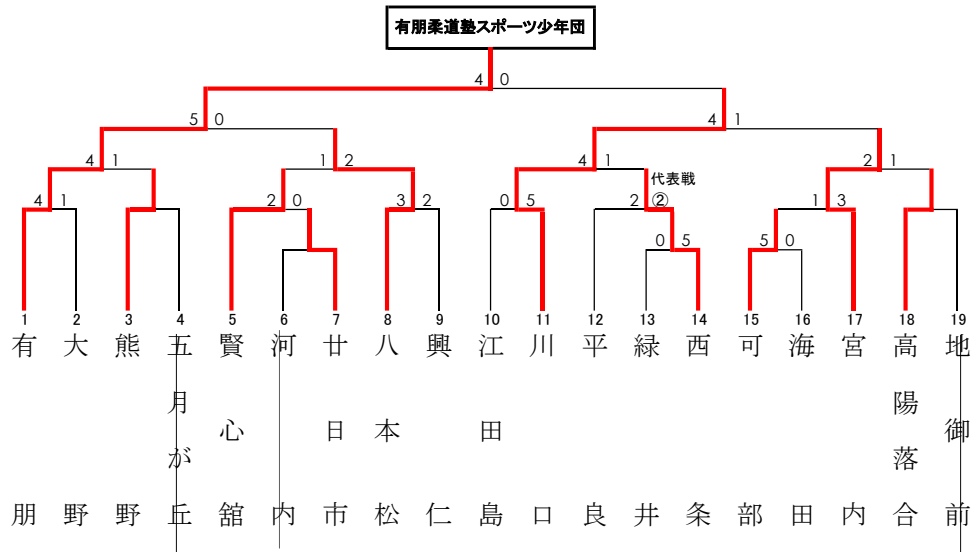 有朋柔道塾スポーツ少年団
4 0
5 0
4 1
4 1
1 2
4 1
2 1
代表戦
4 1
2 0
3 2
0 5
2 ②
1 3
0 5
5 0
1 2 3 4 5 6 7 8 9 10 11 12 13 14 15 16 17 18 19
有朋
大野
熊野
五月が丘
賢心舘
河内
廿日市
八本松
興仁
江田島
川口
平良
緑井
西条
可部
海田
宮内
高陽落合
地御前